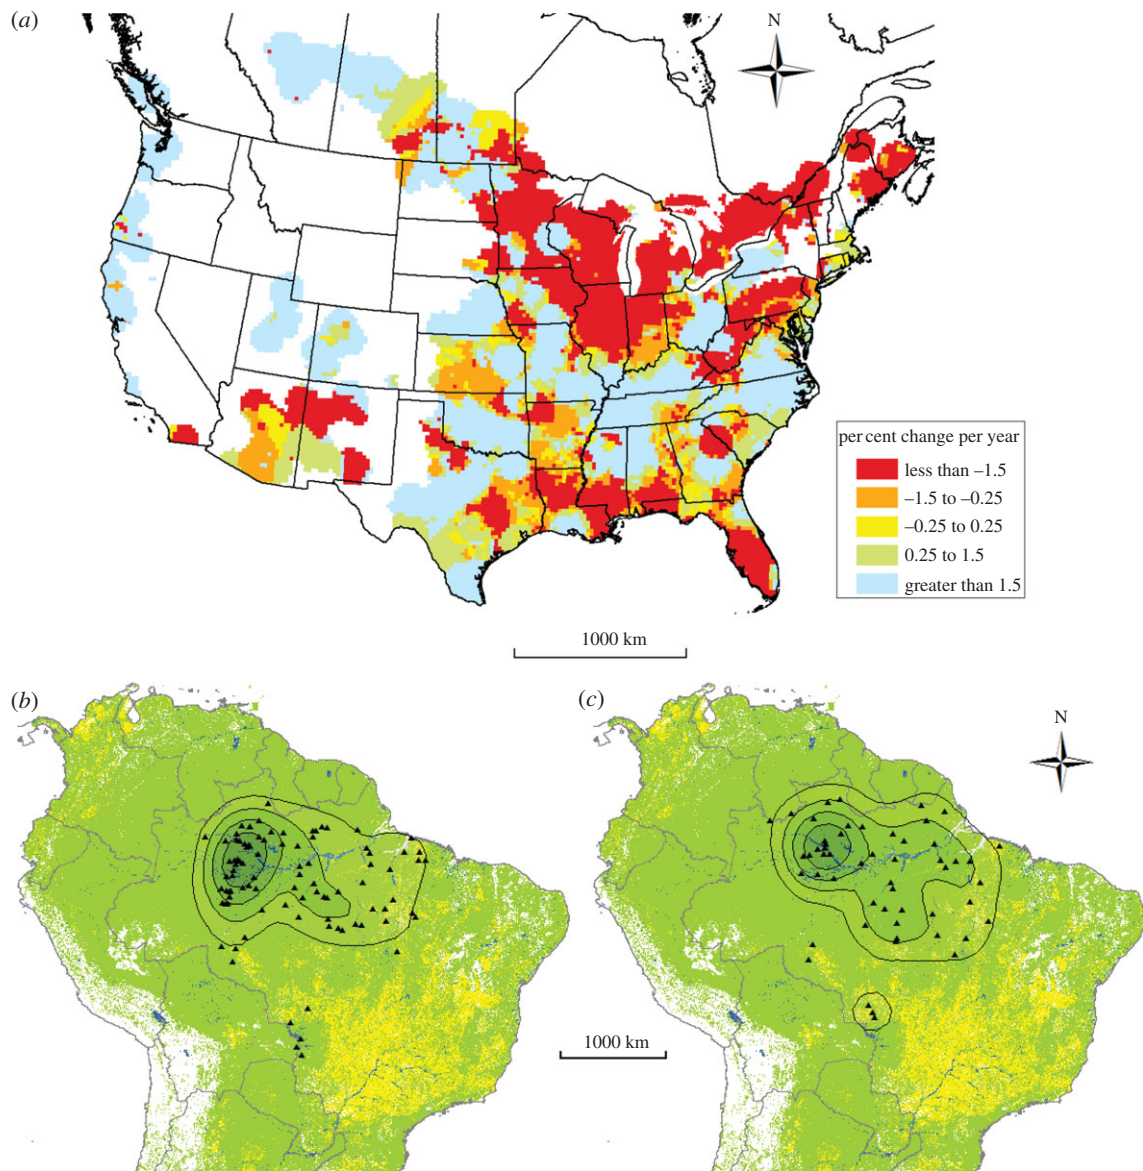 (a)
N
per cent change per year
less than –1.5
–1.5 to –0.25
–0.25 to 0.25
0.25 to 1.5
greater than 1.5
1000 km
(b)
(c)
N
1000 km